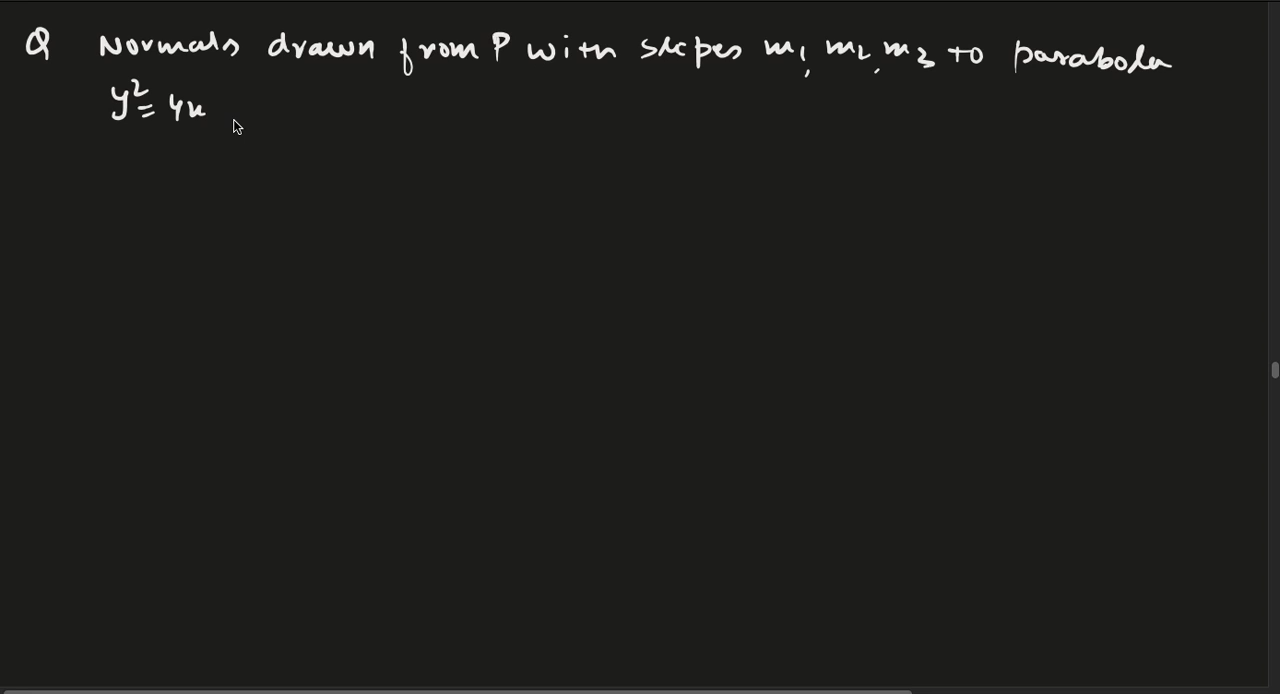 Q Normals drawn from P with slopes m₁, m₂, m₃ to parabola
y² = 4x